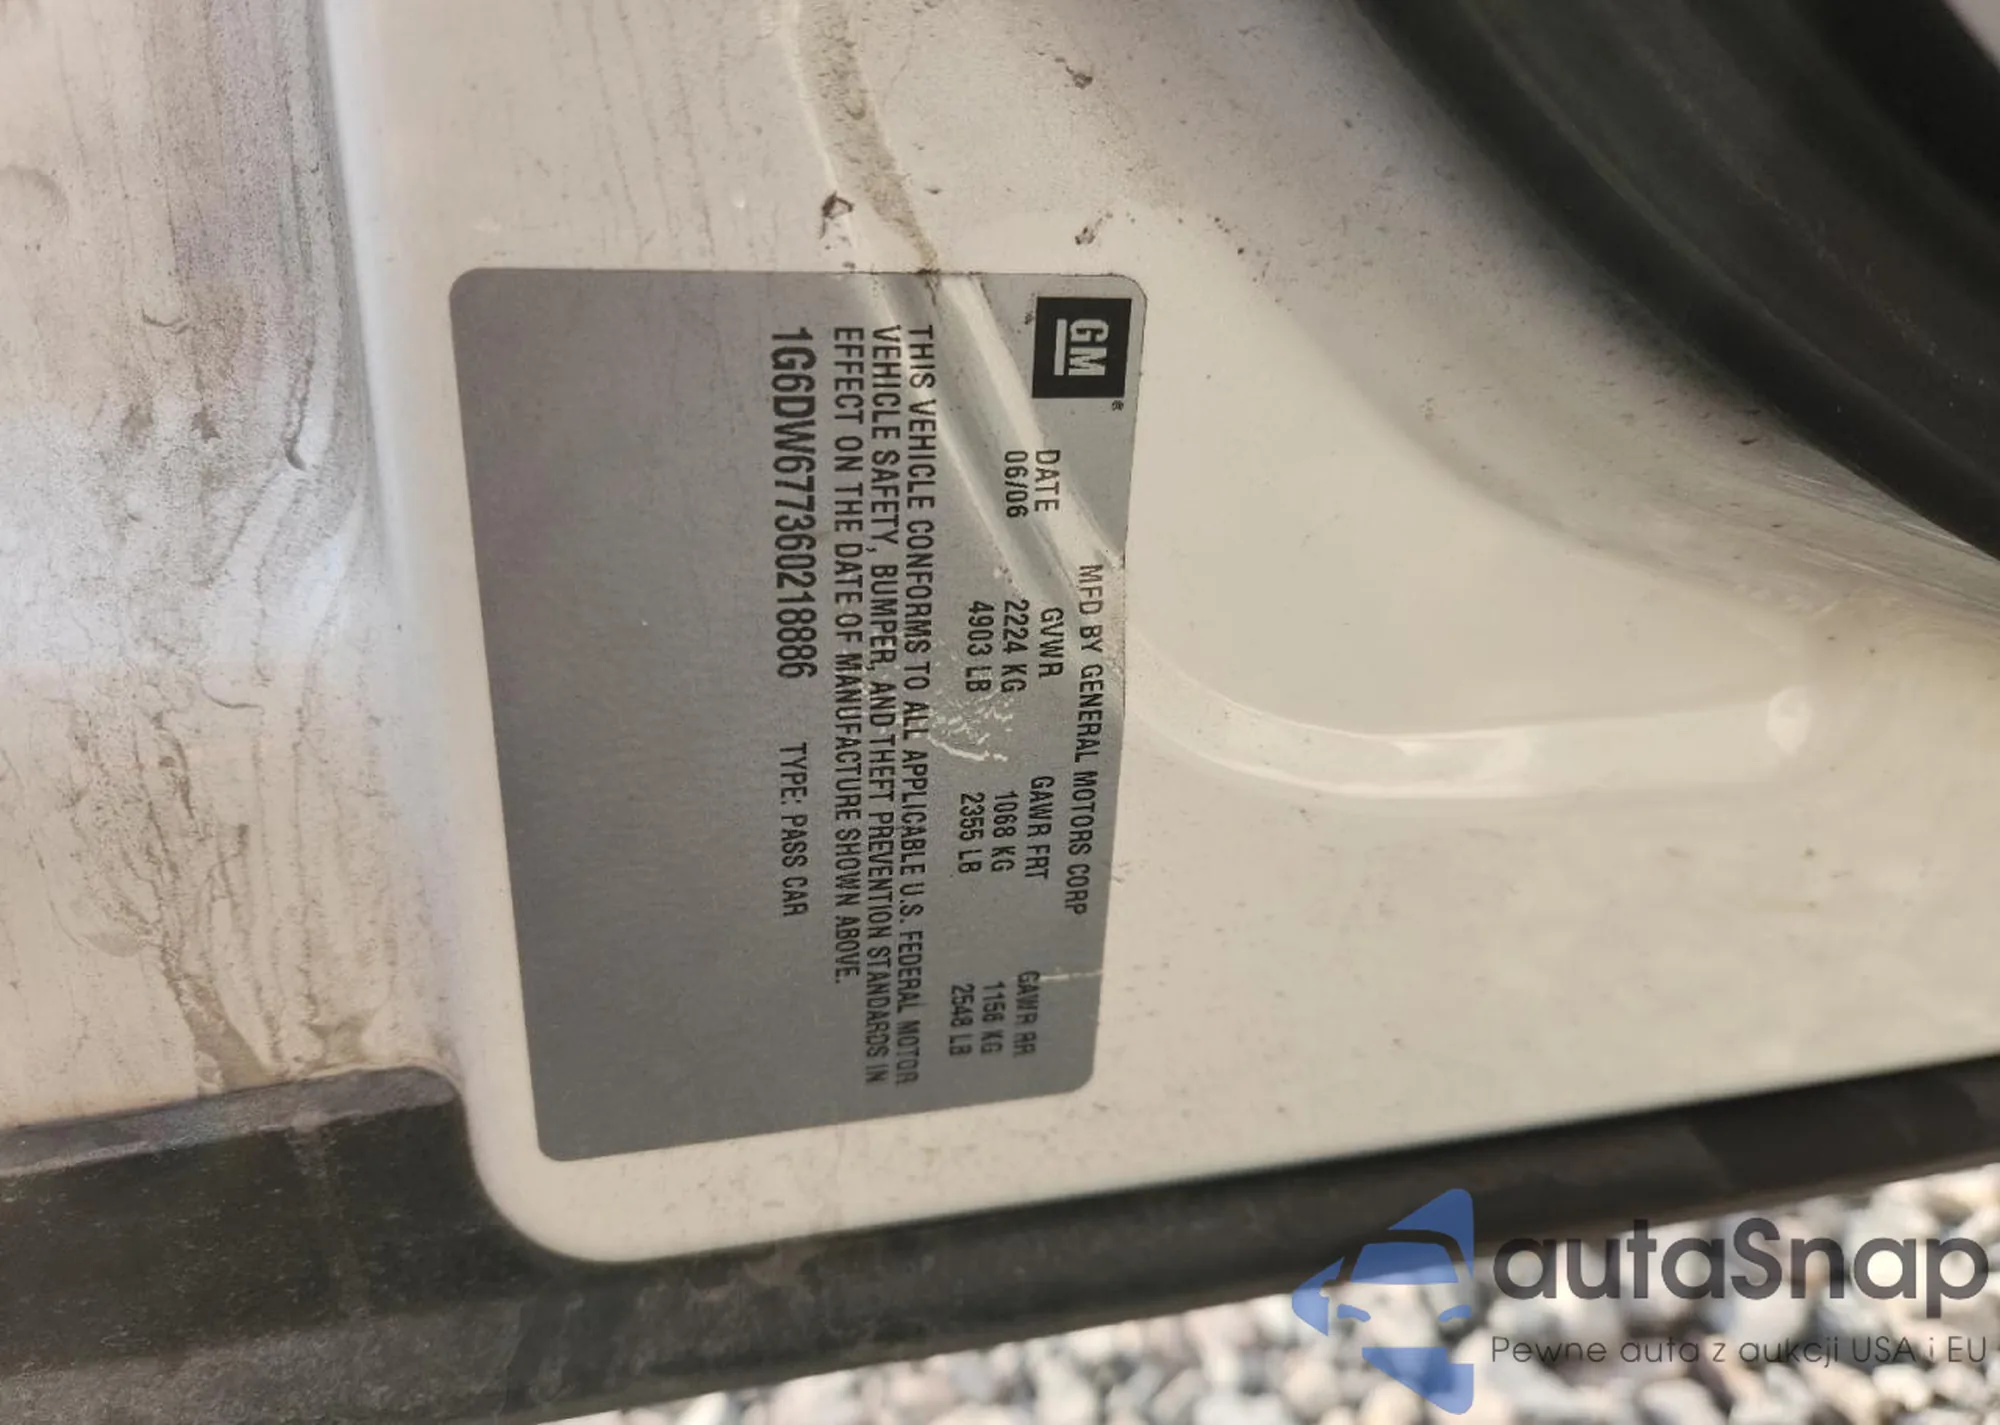 GM
MFD BY GENERAL MOTORS CORP
DATE GVWR GAWR FRT GAWR RR
06/06 2224 KG 1068 KG 1156 KG
4903 LB 2355 LB 2548 LB
THIS VEHICLE CONFORMS TO ALL APPLICABLE U.S. FEDERAL MOTOR
VEHICLE SAFETY, BUMPER, AND THEFT PREVENTION STANDARDS IN
EFFECT ON THE DATE OF MANUFACTURE SHOWN ABOVE.
1G6DW677360218886 TYPE: PASS CAR
autaSnap
Pewne auta z aukcji USA i EU